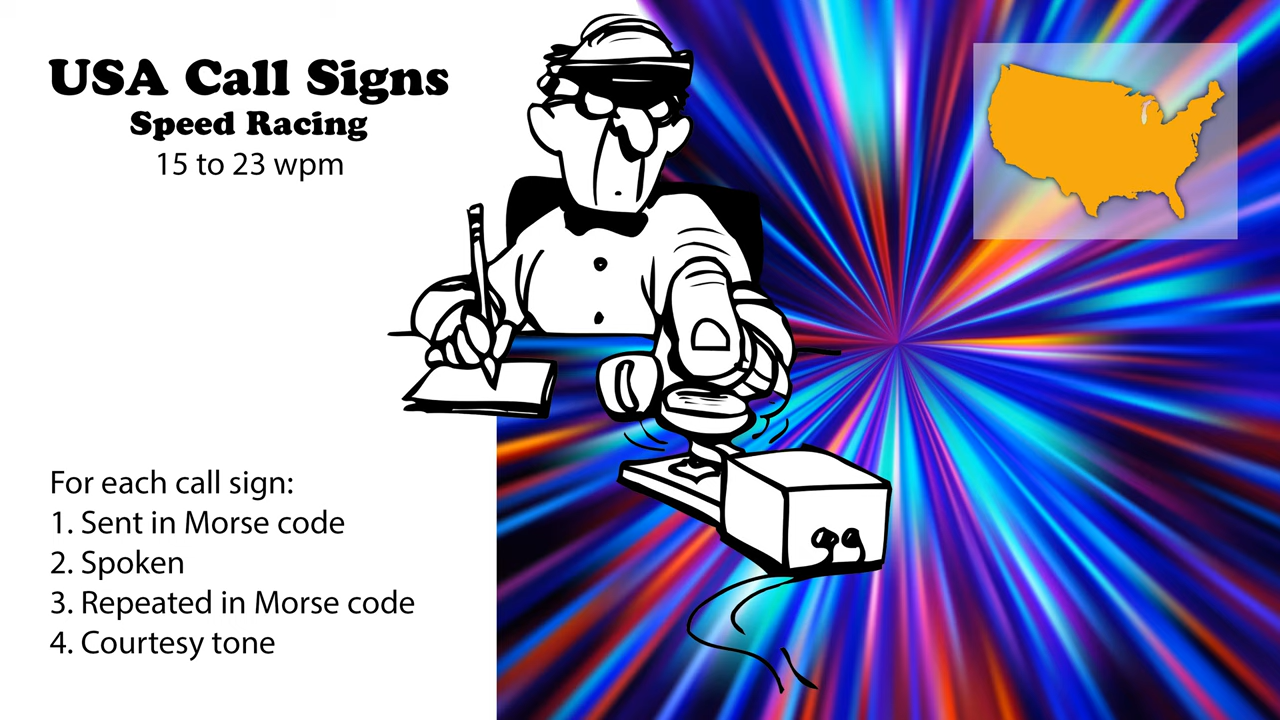 USA Call Signs
Speed Racing
15 to 23 wpm
For each call sign:
1. Sent in Morse code
2. Spoken
3. Repeated in Morse code
4. Courtesy tone